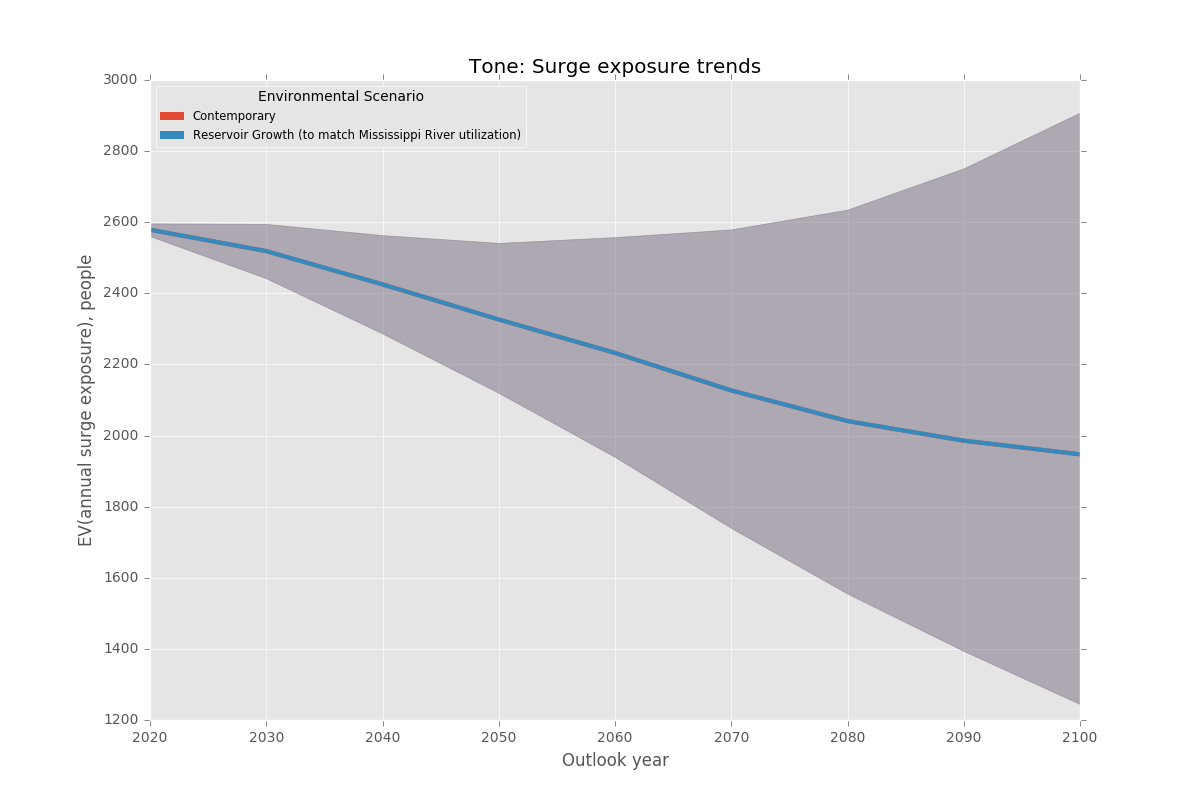 Tone: Surge exposure trends
Environmental Scenario
Contemporary
Reservoir Growth (to match Mississippi River utilization)
EV(annual surge exposure), people
3000
2800
2600
2400
2200
2000
1800
1600
1400
1200
2020 2030 2040 2050 2060 2070 2080 2090 2100
Outlook year